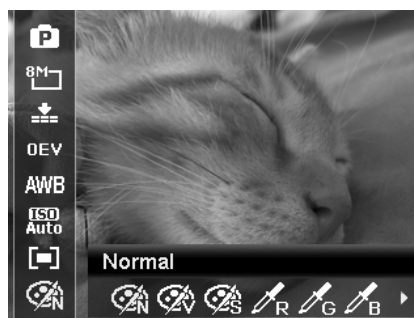 P
8M
0EV
AWB
ISO
Auto
Normal
N N V S R G B